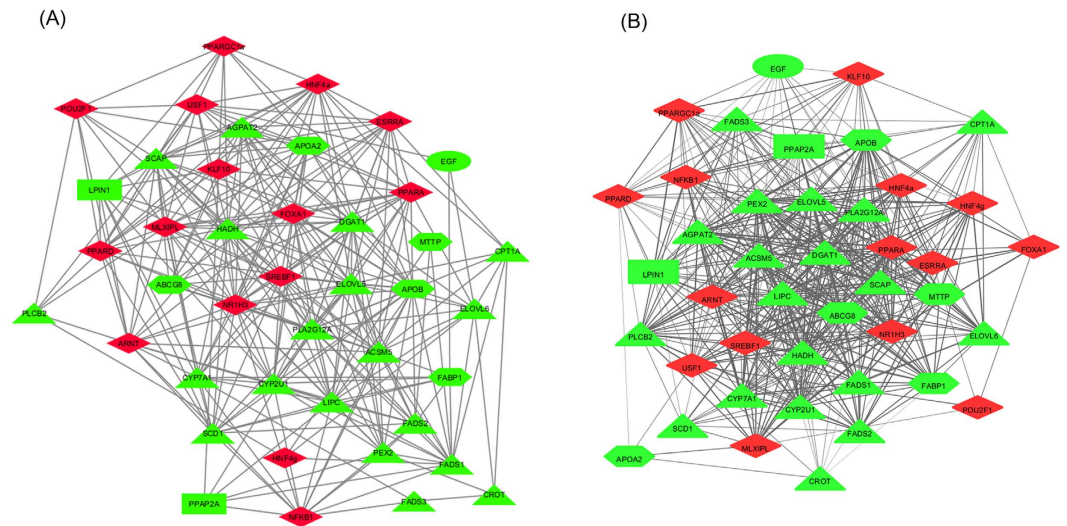 (A)
PPARGC1α
HNF4α
POU2F1
USF1
ESRRA
AGPAT2
APOA2
SCAP
EGF
KLF10
LPIN1
PPARA
FOXA1
MLXIPL
HADH
DGAT1
MTTP
PPARD
CPT1A
SREBF1
ABCG8
ELOVL5
APOB
NR1H3
PLCB2
ELOVL6
PLA2G12A
ARNT
ACSM5
CYP7A1
CYP2U1
FABP1
LIPC
SCD1
FADS2
PEX2
HNF4g
FADS1
CROT
PPAP2A
FADS3
NFKB1
(B)
EGF
KLF10
PPARGC1α
FADS3
CPT1A
PPAP2A
APOB
NFKB1
HNF4α
PPARD
PEX2
ELOVL5
HNF4g
PLA2G12A
AGPAT2
PPARA
FOXA1
ACSM5
DGAT1
ESRRA
LPIN1
SCAP
ARNT
LIPC
MTTP
ABCG8
PLCB2
NR1H3
ELOVL6
SREBF1
HADH
USF1
FADS1
FABP1
CYP7A1
CYP2U1
POU2F1
SCD1
FADS2
MLXIPL
APOA2
CROT